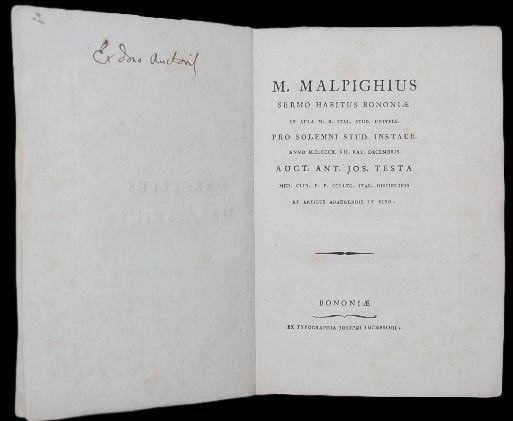 Ex dono Auctoris
M. MALPIGHIUS
SERMO HABITUS BONONIÆ
IN AULA M. R. ITAL. STUD. UNIVERS.
PRO SOLEMNI STUD. INSTAUR.
ANNO M.DCCCX. VII. KAL. DECEMBRIS
AUCT. ANT. JOS. TESTA
MED. CLIN. P. P. COLLEG. ITAL. DISCIPLINIS
ET ARTIBUS ADAUGENDIS LX VIRO.
BONONIÆ
EX TYPOGRAPHIA JOSEPHI LUCHESINII.